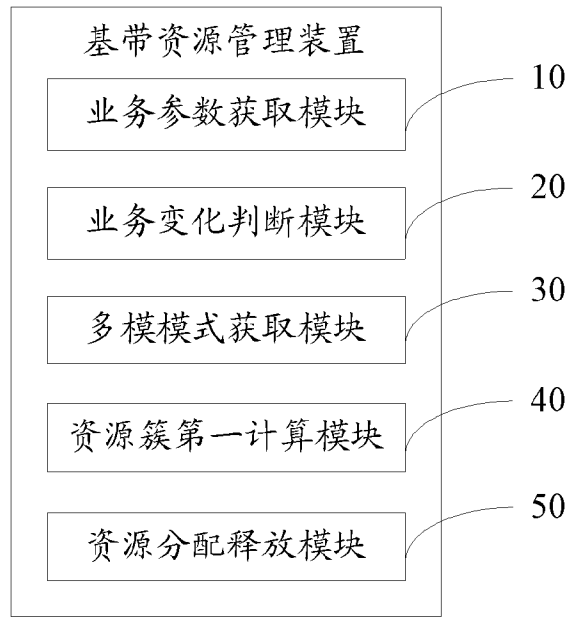 基带资源管理装置
业务参数获取模块
10
业务变化判断模块
20
多模模式获取模块
30
资源簇第一计算模块
40
资源分配释放模块
50